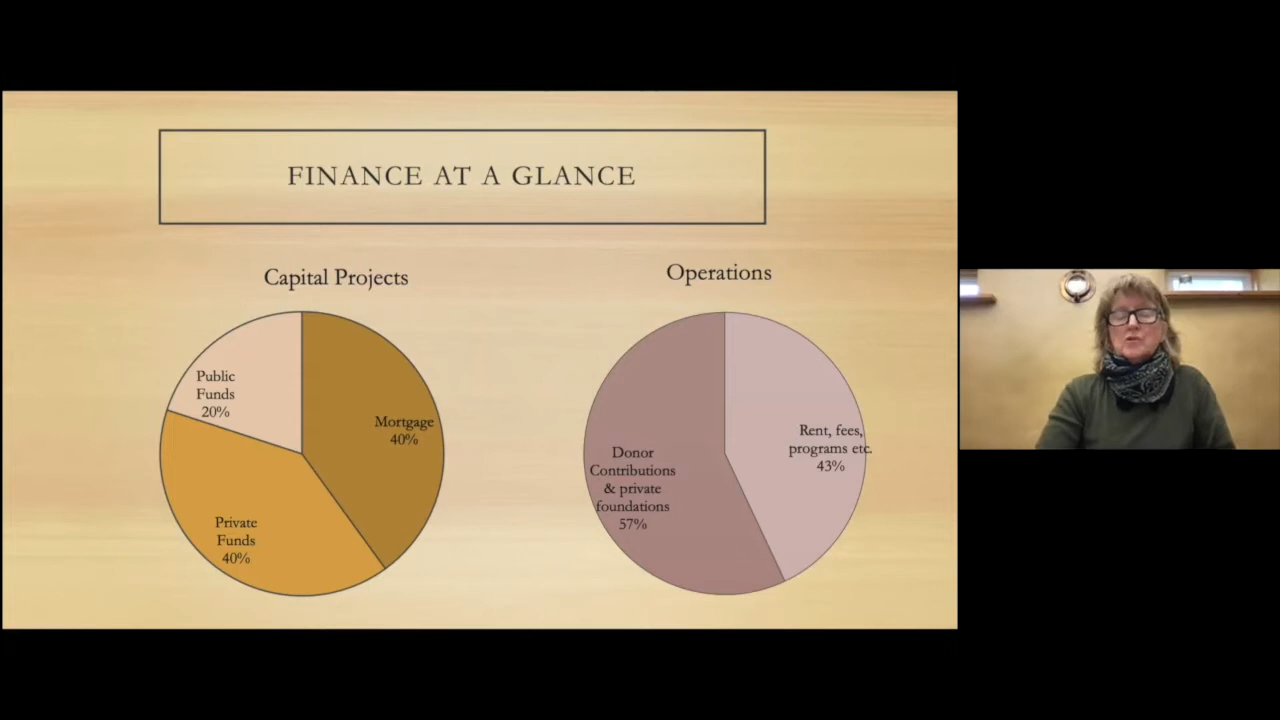 FINANCE AT A GLANCE
Capital Projects
Public
Funds
20%
Mortgage
40%
Private
Funds
40%
Operations
Rent, fees,
programs etc.
43%
Donor
Contributions
& private
foundations
57%